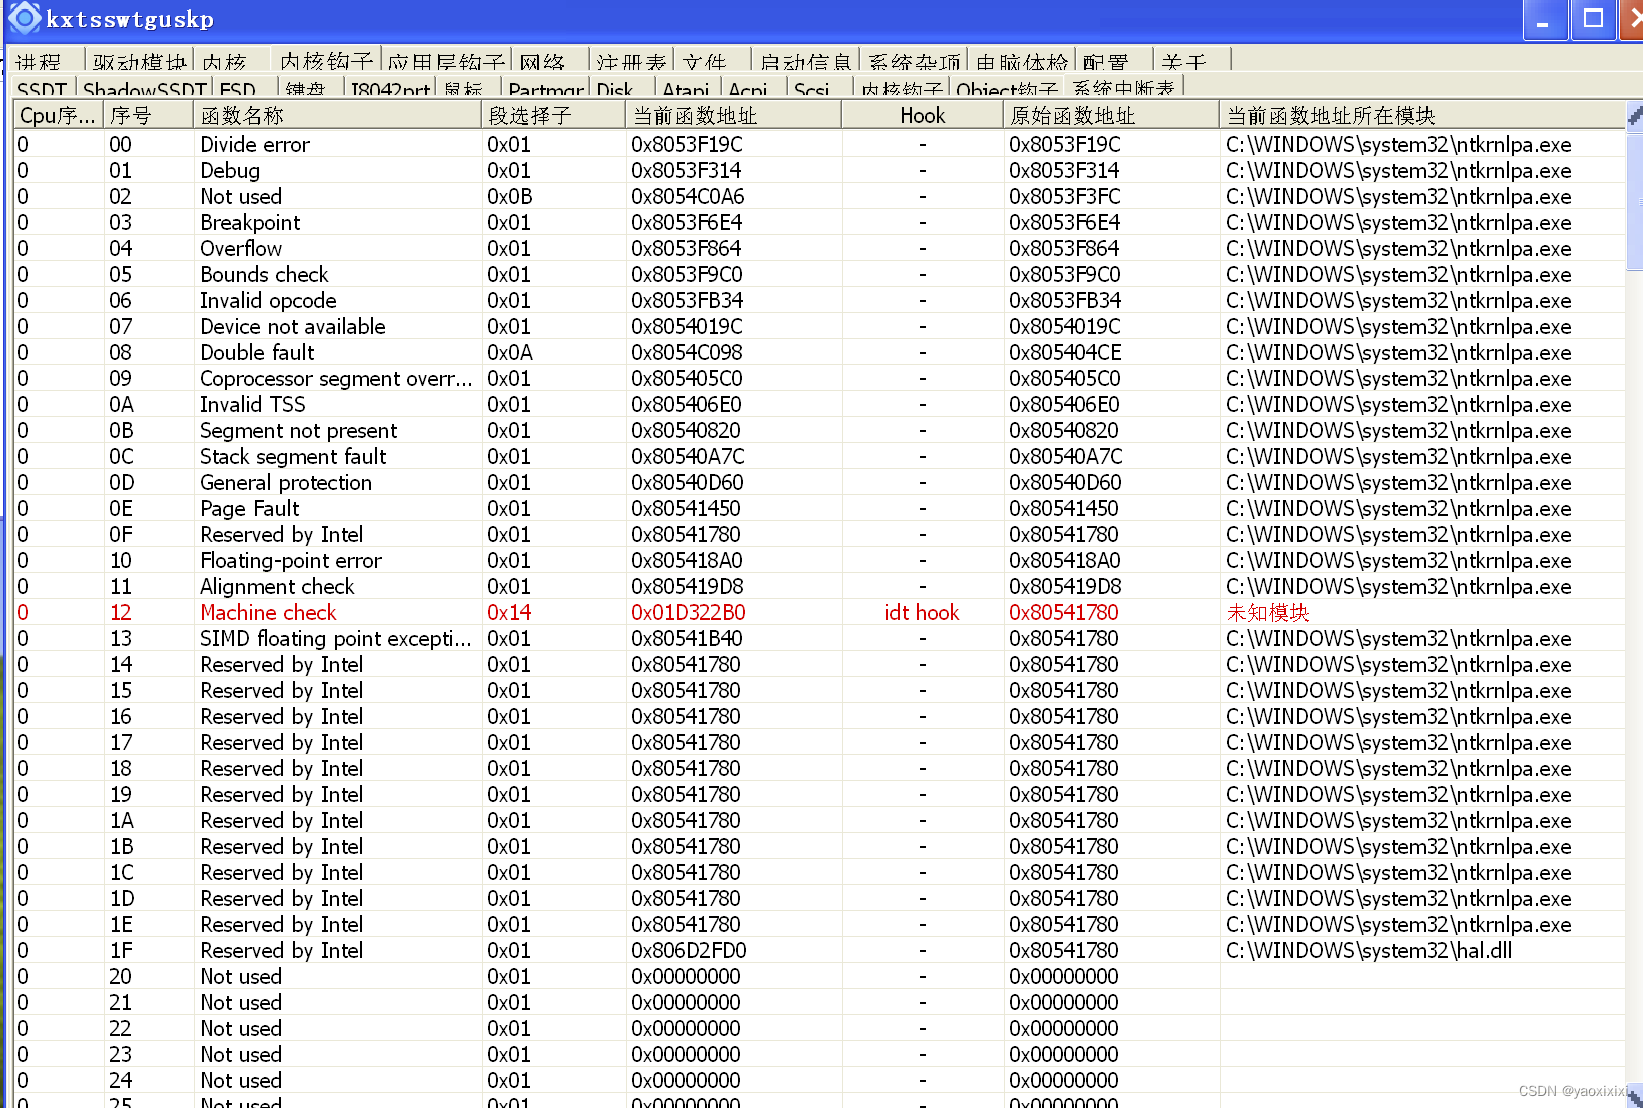 kxtsswtguskp
进程 驱动模块 内核 内核钩子 应用层钩子 网络 注册表 文件 启动信息 系统杂项 电脑体检 配置 关于
SSDT ShadowSSDT FSD 键盘 I8042prt 鼠标 Partmgr Disk Atapi Acpi Scsi 内核钩子 Object钩子 系统中断表
Cpu序... 序号 函数名称 段选择子 当前函数地址 Hook 原始函数地址 当前函数地址所在模块
0 00 Divide error 0x01 0x8053F19C - 0x8053F19C C:\WINDOWS\system32\ntkrnlpa.exe
0 01 Debug 0x01 0x8053F314 - 0x8053F314 C:\WINDOWS\system32\ntkrnlpa.exe
0 02 Not used 0x0B 0x8054C0A6 - 0x8053F3FC C:\WINDOWS\system32\ntkrnlpa.exe
0 03 Breakpoint 0x01 0x8053F6E4 - 0x8053F6E4 C:\WINDOWS\system32\ntkrnlpa.exe
0 04 Overflow 0x01 0x8053F864 - 0x8053F864 C:\WINDOWS\system32\ntkrnlpa.exe
0 05 Bounds check 0x01 0x8053F9C0 - 0x8053F9C0 C:\WINDOWS\system32\ntkrnlpa.exe
0 06 Invalid opcode 0x01 0x8053FB34 - 0x8053FB34 C:\WINDOWS\system32\ntkrnlpa.exe
0 07 Device not available 0x01 0x8054019C - 0x8054019C C:\WINDOWS\system32\ntkrnlpa.exe
0 08 Double fault 0x0A 0x8054C098 - 0x805404CE C:\WINDOWS\system32\ntkrnlpa.exe
0 09 Coprocessor segment overr... 0x01 0x805405C0 - 0x805405C0 C:\WINDOWS\system32\ntkrnlpa.exe
0 0A Invalid TSS 0x01 0x805406E0 - 0x805406E0 C:\WINDOWS\system32\ntkrnlpa.exe
0 0B Segment not present 0x01 0x80540820 - 0x80540820 C:\WINDOWS\system32\ntkrnlpa.exe
0 0C Stack segment fault 0x01 0x80540A7C - 0x80540A7C C:\WINDOWS\system32\ntkrnlpa.exe
0 0D General protection 0x01 0x80540D60 - 0x80540D60 C:\WINDOWS\system32\ntkrnlpa.exe
0 0E Page Fault 0x01 0x80541450 - 0x80541450 C:\WINDOWS\system32\ntkrnlpa.exe
0 0F Reserved by Intel 0x01 0x80541780 - 0x80541780 C:\WINDOWS\system32\ntkrnlpa.exe
0 10 Floating-point error 0x01 0x805418A0 - 0x805418A0 C:\WINDOWS\system32\ntkrnlpa.exe
0 11 Alignment check 0x01 0x805419D8 - 0x805419D8 C:\WINDOWS\system32\ntkrnlpa.exe
0 12 Machine check 0x14 0x01D322B0 idt hook 0x80541780 未知模块
0 13 SIMD floating point excepti... 0x01 0x80541B40 - 0x80541780 C:\WINDOWS\system32\ntkrnlpa.exe
0 14 Reserved by Intel 0x01 0x80541780 - 0x80541780 C:\WINDOWS\system32\ntkrnlpa.exe
0 15 Reserved by Intel 0x01 0x80541780 - 0x80541780 C:\WINDOWS\system32\ntkrnlpa.exe
0 16 Reserved by Intel 0x01 0x80541780 - 0x80541780 C:\WINDOWS\system32\ntkrnlpa.exe
0 17 Reserved by Intel 0x01 0x80541780 - 0x80541780 C:\WINDOWS\system32\ntkrnlpa.exe
0 18 Reserved by Intel 0x01 0x80541780 - 0x80541780 C:\WINDOWS\system32\ntkrnlpa.exe
0 19 Reserved by Intel 0x01 0x80541780 - 0x80541780 C:\WINDOWS\system32\ntkrnlpa.exe
0 1A Reserved by Intel 0x01 0x80541780 - 0x80541780 C:\WINDOWS\system32\ntkrnlpa.exe
0 1B Reserved by Intel 0x01 0x80541780 - 0x80541780 C:\WINDOWS\system32\ntkrnlpa.exe
0 1C Reserved by Intel 0x01 0x80541780 - 0x80541780 C:\WINDOWS\system32\ntkrnlpa.exe
0 1D Reserved by Intel 0x01 0x80541780 - 0x80541780 C:\WINDOWS\system32\ntkrnlpa.exe
0 1E Reserved by Intel 0x01 0x80541780 - 0x80541780 C:\WINDOWS\system32\ntkrnlpa.exe
0 1F Reserved by Intel 0x01 0x806D2FD0 - 0x80541780 C:\WINDOWS\system32\hal.dll
0 20 Not used 0x01 0x00000000 - 0x00000000
0 21 Not used 0x01 0x00000000 - 0x00000000
0 22 Not used 0x01 0x00000000 - 0x00000000
0 23 Not used 0x01 0x00000000 - 0x00000000
0 24 Not used 0x01 0x00000000 - 0x00000000
0 25 Not used 0x01 0x00000000 - 0x00000000
CSDN @yaoxixixi